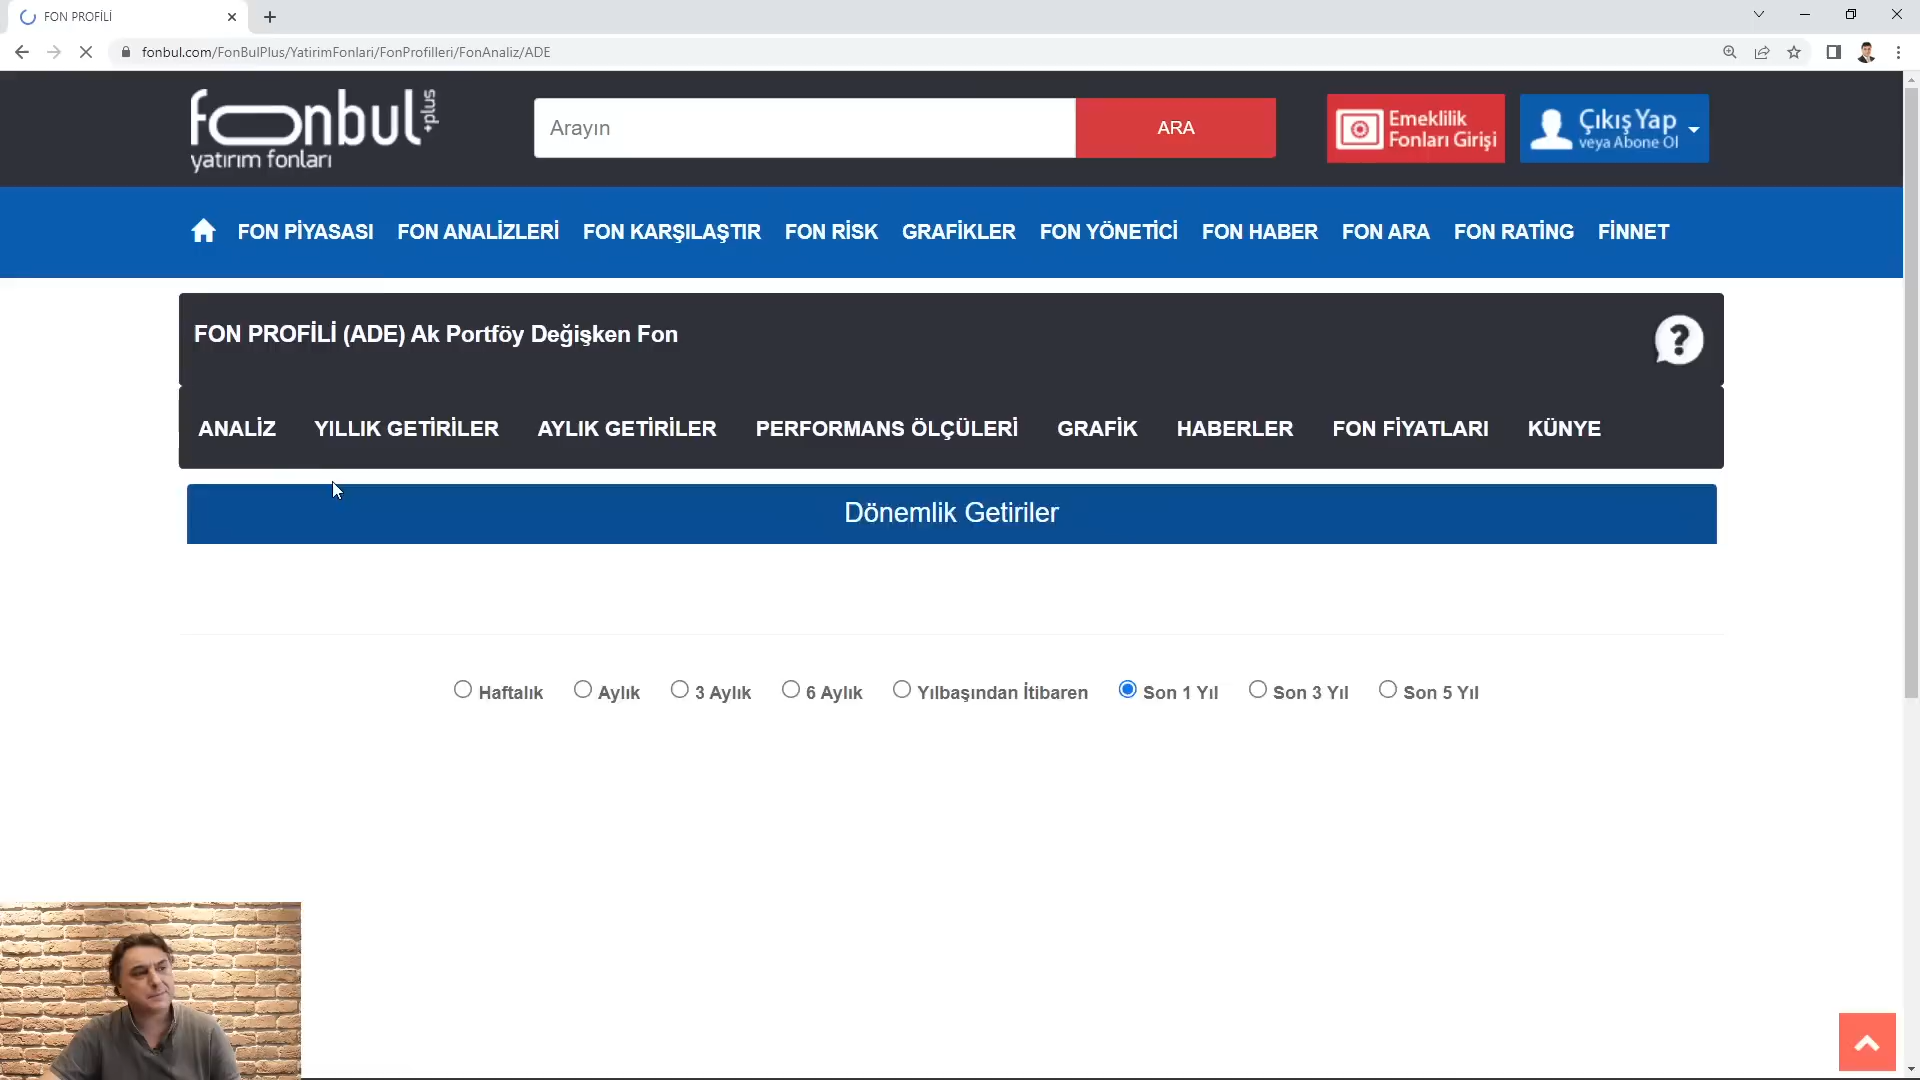 FON PROFİLİ
fonbul.com/FonBulPlus/YatirimFonlari/FonProfilleri/FonAnaliz/ADE
fonbul +plus
yatırım fonları
Arayın
ARA
Emeklilik
Fonları Girişi
Çıkış Yap
veya Abone Ol
FON PİYASASI FON ANALİZLERİ FON KARŞILAŞTIR FON RİSK GRAFİKLER FON YÖNETİCİ FON HABER FON ARA FON RATİNG FİNNET
FON PROFİLİ (ADE) Ak Portföy Değişken Fon
?
ANALİZ YILLIK GETİRİLER AYLIK GETİRİLER PERFORMANS ÖLÇÜLERİ GRAFİK HABERLER FON FİYATLARI KÜNYE
Dönemlik Getiriler
Haftalık Aylık 3 Aylık 6 Aylık Yılbaşından İtibaren Son 1 Yıl Son 3 Yıl Son 5 Yıl